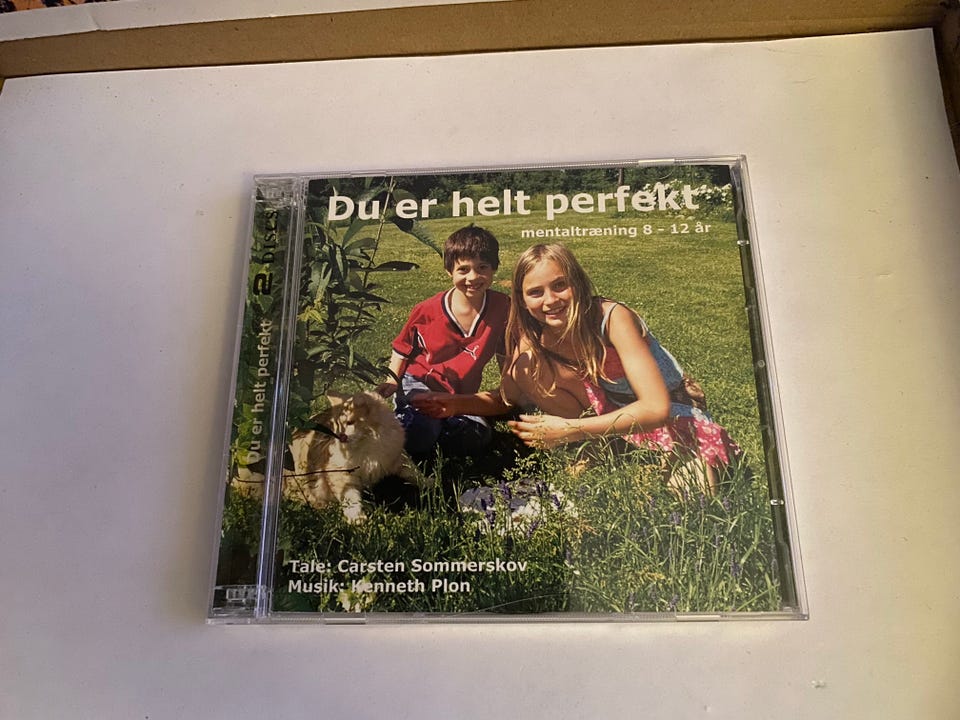 Du er helt perfekt
mentaltræning 8 - 12 år
Tale: Carsten Sommerskov
Musik: Kenneth Plon
Du er helt perfekt
2 DISCS